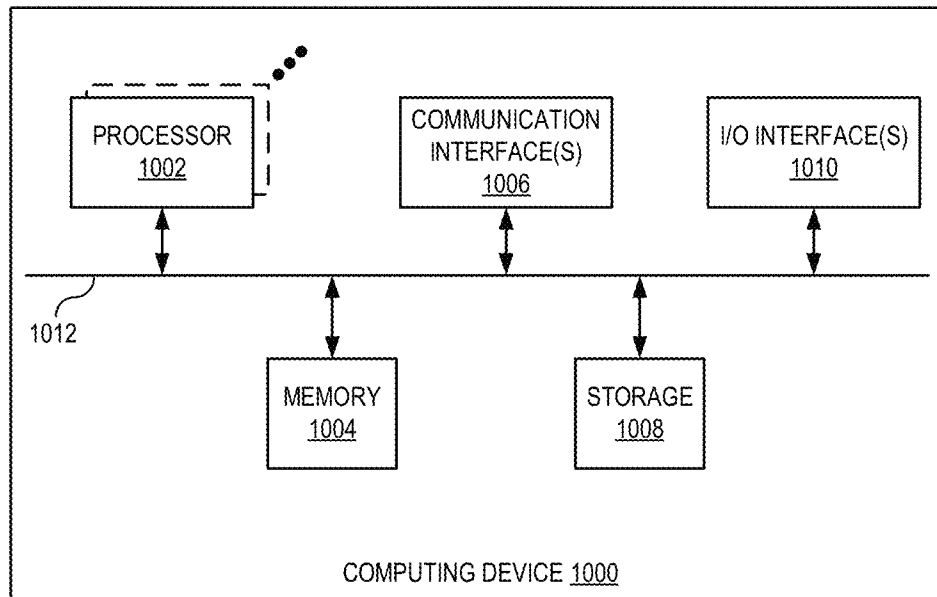 PROCESSOR
1002
COMMUNICATION
INTERFACE(S)
1006
I/O INTERFACE(S)
1010
1012
MEMORY
1004
STORAGE
1008
COMPUTING DEVICE 1000